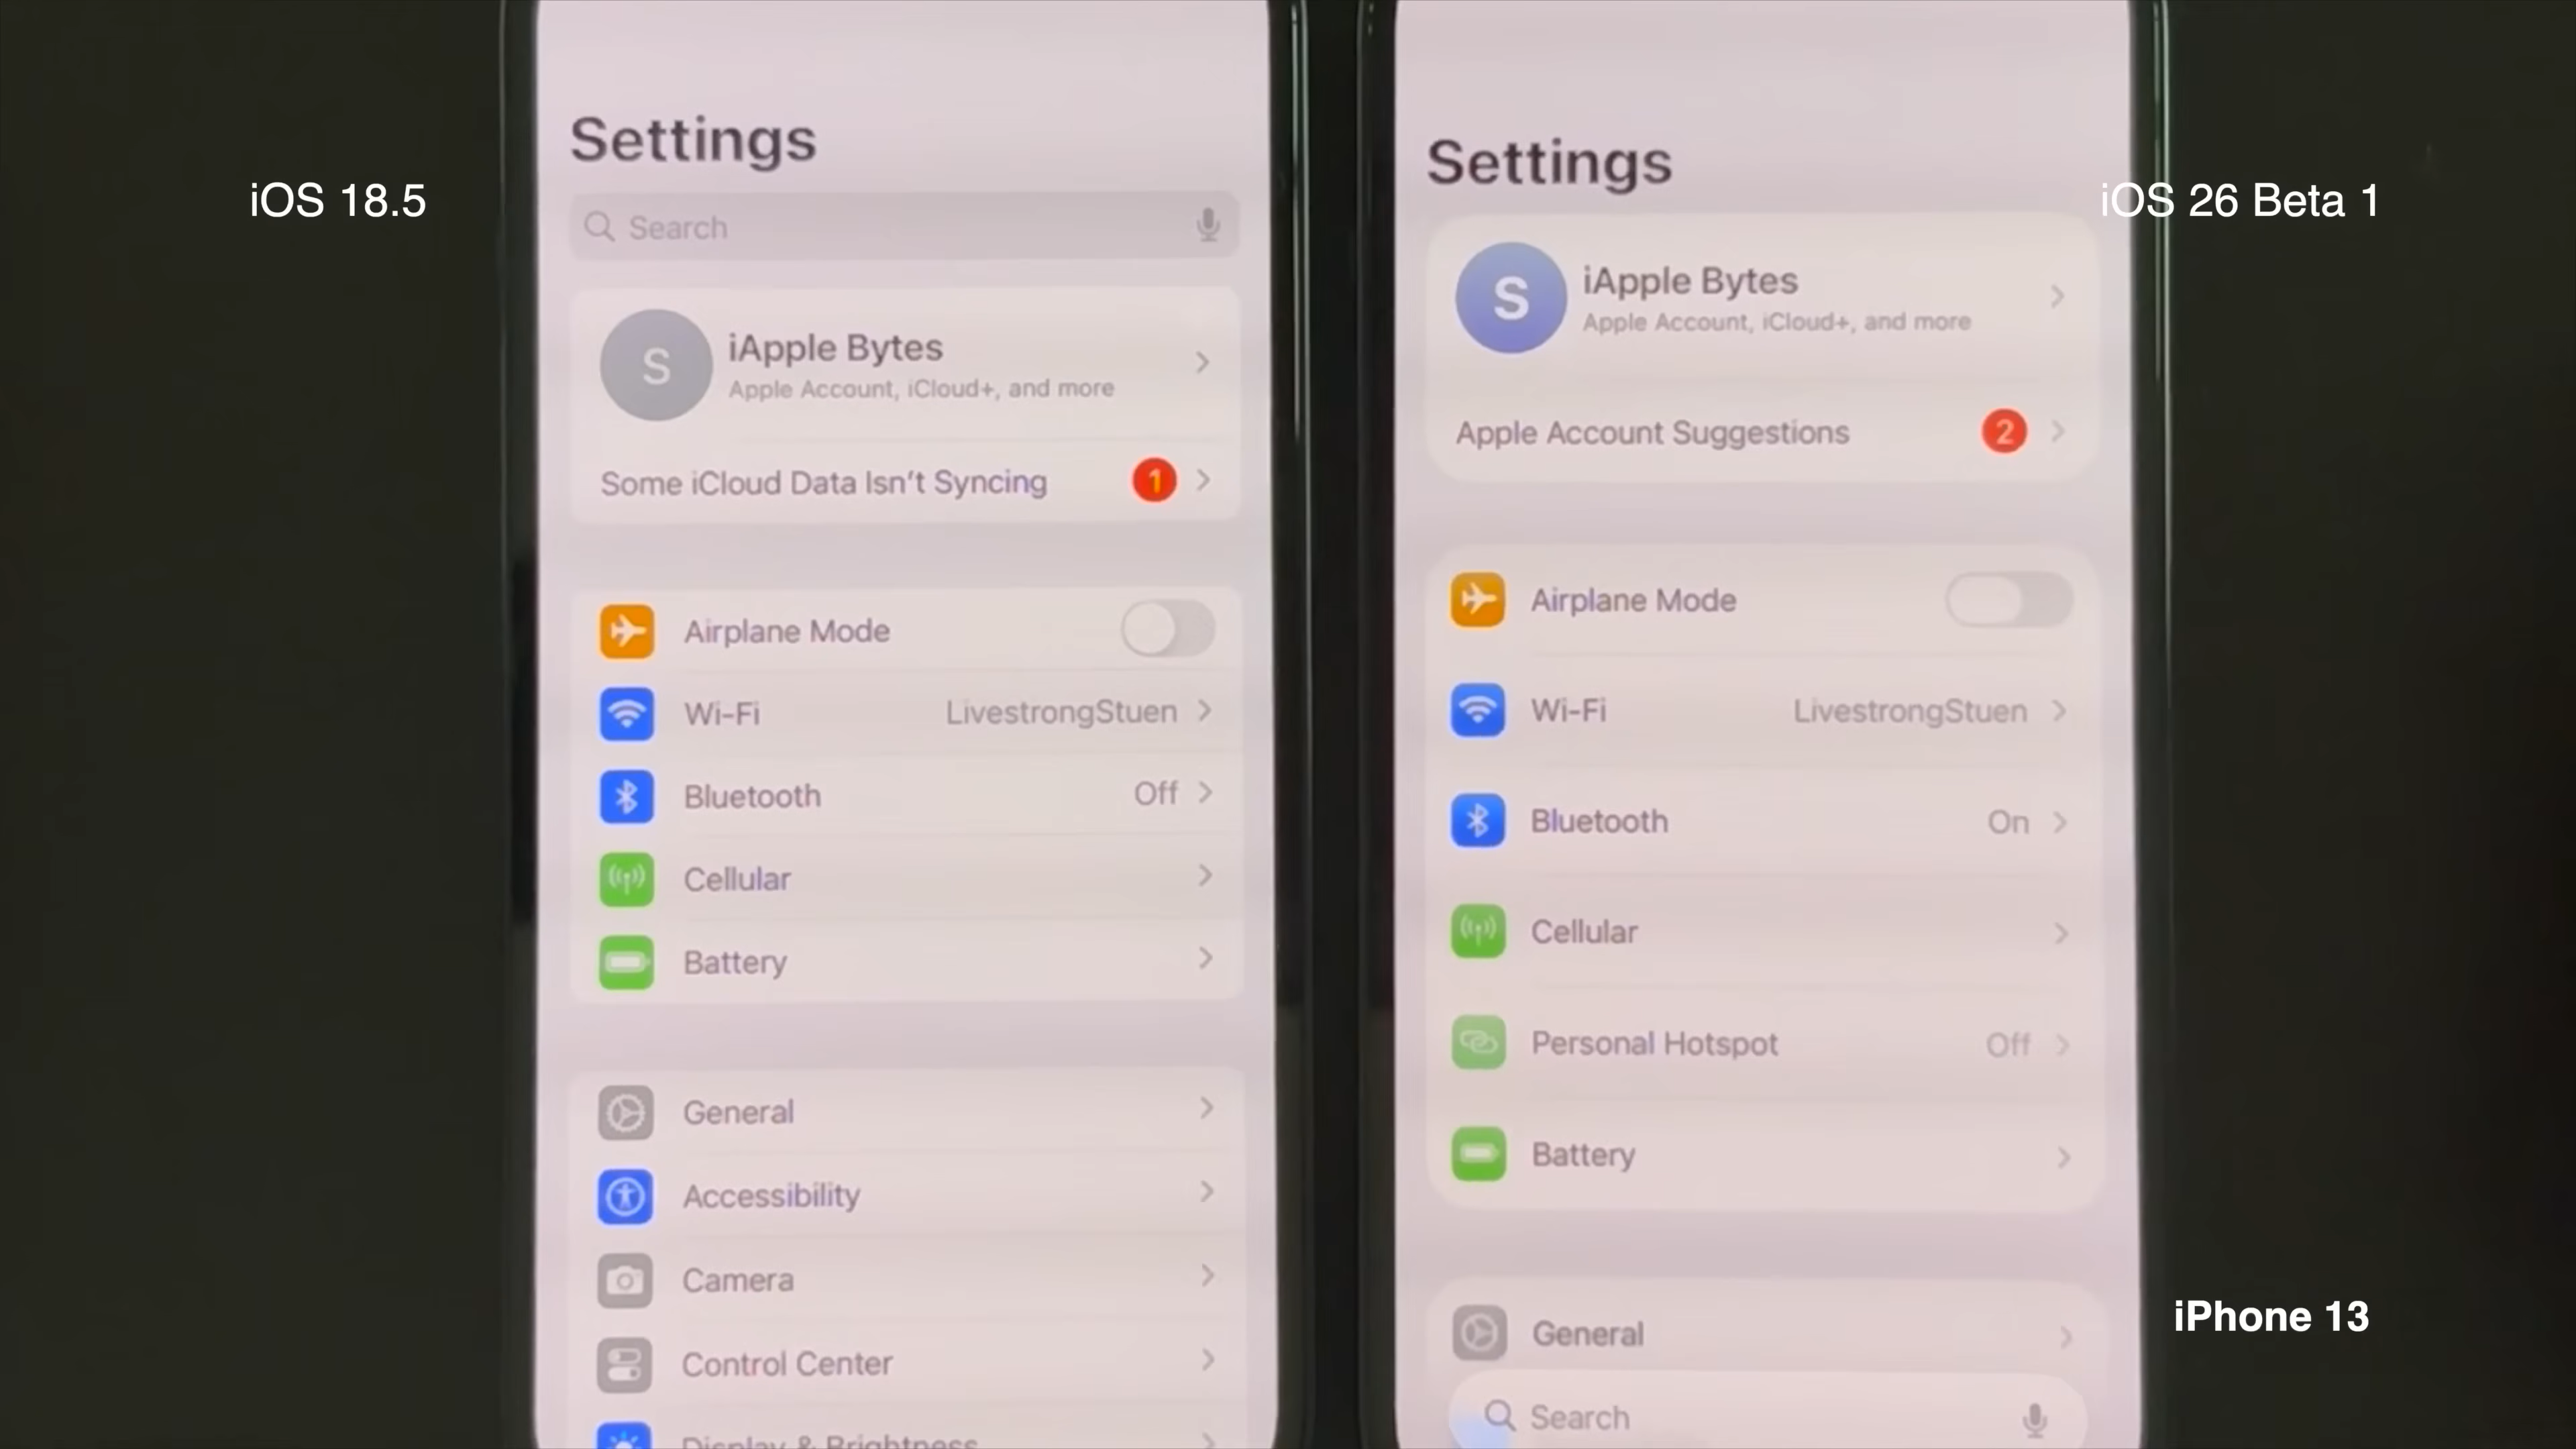 iOS 18.5
Settings
Search
S
iApple Bytes
Apple Account, iCloud+, and more
Some iCloud Data Isn't Syncing
1
Airplane Mode
Wi-Fi
LivestrongStuen
Bluetooth
Off
Cellular
Battery
General
Accessibility
Camera
Control Center
Display & Brightness
iOS 26 Beta 1
Settings
S
iApple Bytes
Apple Account, iCloud+, and more
Apple Account Suggestions
2
Airplane Mode
Wi-Fi
LivestrongStuen
Bluetooth
On
Cellular
Personal Hotspot
Off
Battery
General
Search
iPhone 13